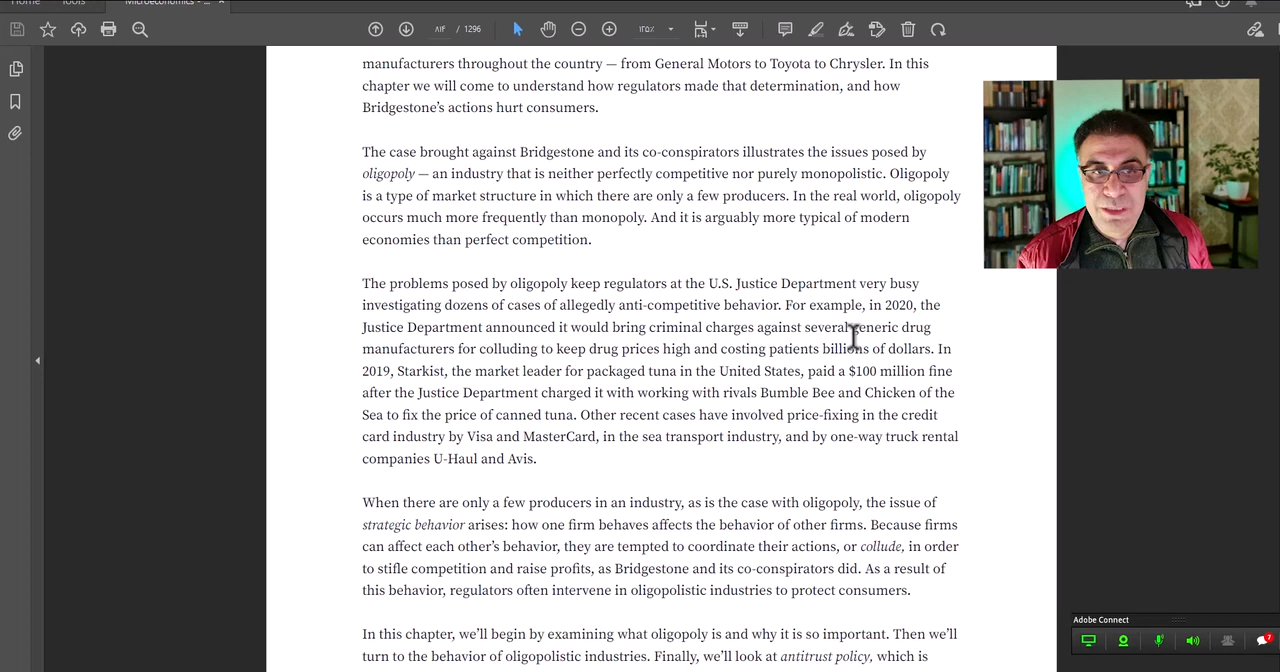 Home
Tools
Microeconomics - ...
۸۱۴ / 1296
۱۲۵٪
manufacturers throughout the country — from General Motors to Toyota to Chrysler. In this
chapter we will come to understand how regulators made that determination, and how
Bridgestone’s actions hurt consumers.
The case brought against Bridgestone and its co-conspirators illustrates the issues posed by
oligopoly — an industry that is neither perfectly competitive nor purely monopolistic. Oligopoly
is a type of market structure in which there are only a few producers. In the real world, oligopoly
occurs much more frequently than monopoly. And it is arguably more typical of modern
economies than perfect competition.
The problems posed by oligopoly keep regulators at the U.S. Justice Department very busy
investigating dozens of cases of allegedly anti-competitive behavior. For example, in 2020, the
Justice Department announced it would bring criminal charges against several generic drug
manufacturers for colluding to keep drug prices high and costing patients billions of dollars. In
2019, Starkist, the market leader for packaged tuna in the United States, paid a $100 million fine
after the Justice Department charged it with working with rivals Bumble Bee and Chicken of the
Sea to fix the price of canned tuna. Other recent cases have involved price-fixing in the credit
card industry by Visa and MasterCard, in the sea transport industry, and by one-way truck rental
companies U-Haul and Avis.
When there are only a few producers in an industry, as is the case with oligopoly, the issue of
strategic behavior arises: how one firm behaves affects the behavior of other firms. Because firms
can affect each other’s behavior, they are tempted to coordinate their actions, or collude, in order
to stifle competition and raise profits, as Bridgestone and its co-conspirators did. As a result of
this behavior, regulators often intervene in oligopolistic industries to protect consumers.
In this chapter, we’ll begin by examining what oligopoly is and why it is so important. Then we’ll
turn to the behavior of oligopolistic industries. Finally, we’ll look at antitrust policy, which is
Adobe Connect
7